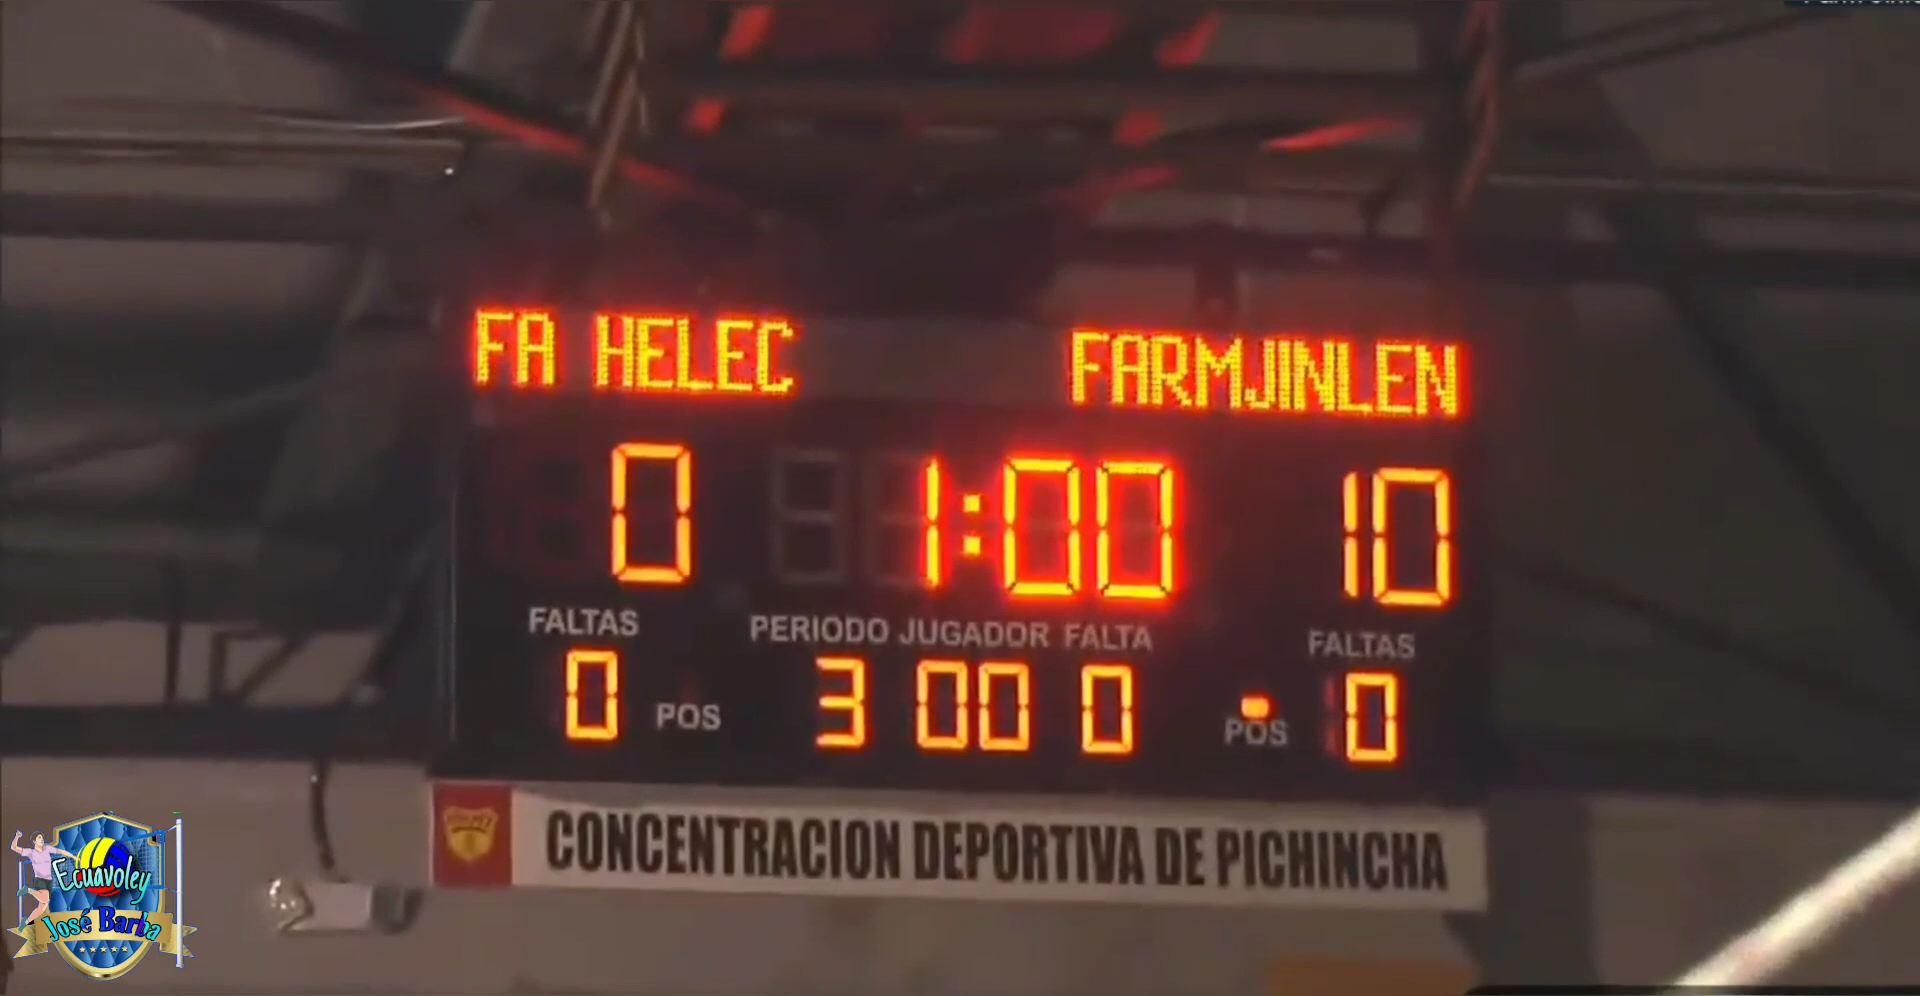 FA HELEC FARMJINLEN
0 1:00 10
FALTAS PERIODO JUGADOR FALTA FALTAS
0 POS 3 00 0 POS 0
CONCENTRACION DEPORTIVA DE PICHINCHA
Ecuavoley
José Barba